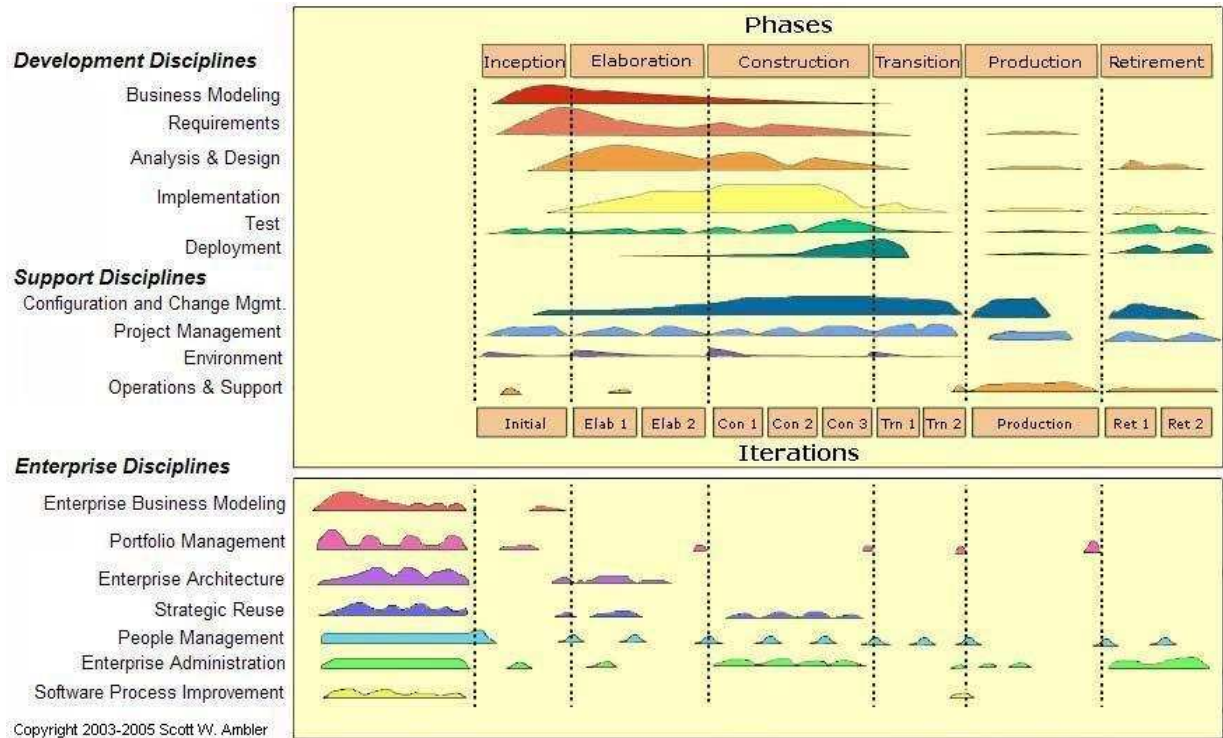 Phases
Development Disciplines
Inception Elaboration Construction Transition Production Retirement
Business Modeling
Requirements
Analysis & Design
Implementation
Test
Deployment
Support Disciplines
Configuration and Change Mgmt.
Project Management
Environment
Operations & Support
Initial Elab 1 Elab 2 Con 1 Con 2 Con 3 Trn 1 Trn 2 Production Ret 1 Ret 2
Iterations
Enterprise Disciplines
Enterprise Business Modeling
Portfolio Management
Enterprise Architecture
Strategic Reuse
People Management
Enterprise Administration
Software Process Improvement
Copyright 2003-2005 Scott W. Ambler